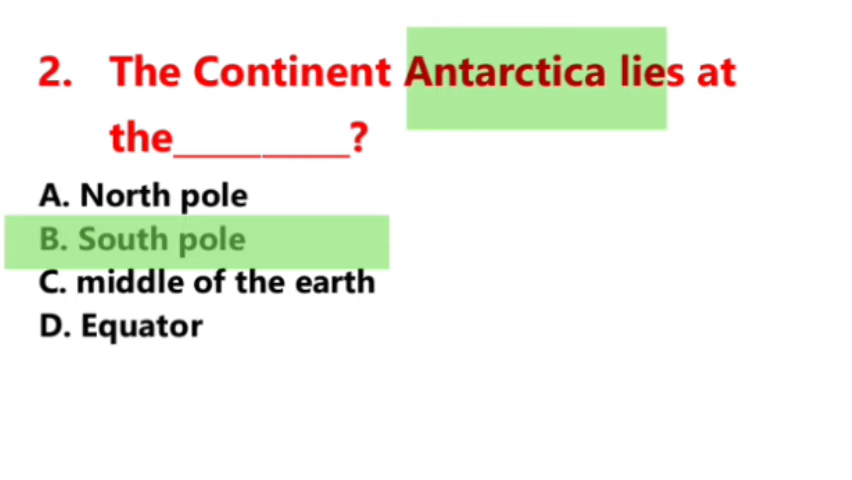 2. The Continent Antarctica lies at
the__________?
A. North pole
B. South pole
C. middle of the earth
D. Equator